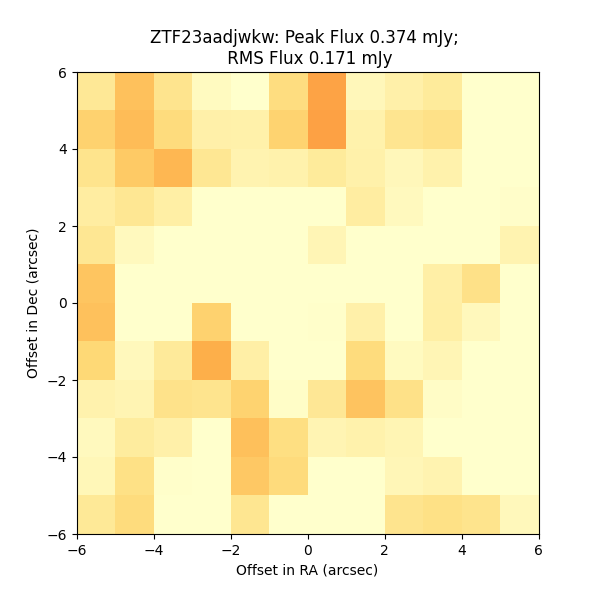 ZTF23aadjwkw: Peak Flux 0.374 mJy;
RMS Flux 0.171 mJy
6
4
2
0
−2
−4
−6
Offset in Dec (arcsec)
−6 −4 −2 0 2 4 6
Offset in RA (arcsec)